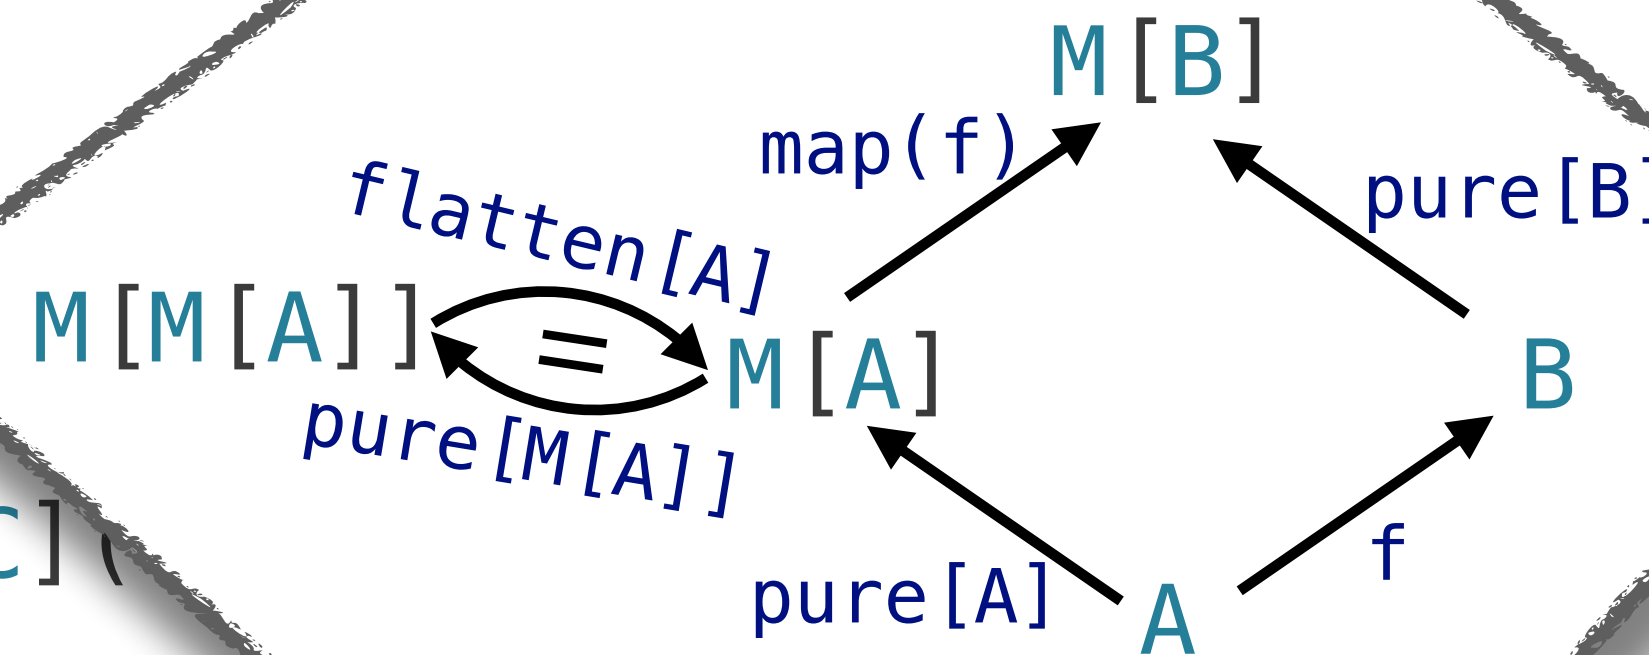 M[B]
map(f)
pure[B]
flatten[A]
M[M[A]]
=
M[A]
B
pure[M[A]]
C](
f
pure[A]
A